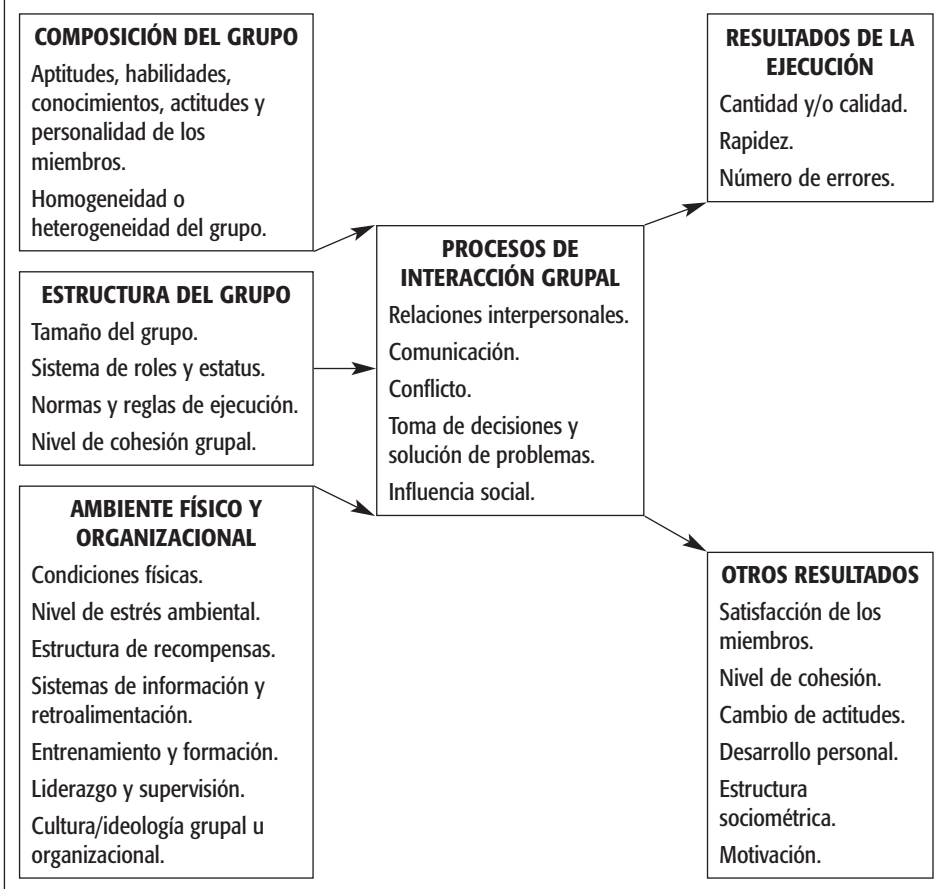 COMPOSICIÓN DEL GRUPO
Aptitudes, habilidades,
conocimientos, actitudes y
personalidad de los
miembros.
Homogeneidad o
heterogeneidad del grupo.
ESTRUCTURA DEL GRUPO
Tamaño del grupo.
Sistema de roles y estatus.
Normas y reglas de ejecución.
Nivel de cohesión grupal.
AMBIENTE FÍSICO Y
ORGANIZACIONAL
Condiciones físicas.
Nivel de estrés ambiental.
Estructura de recompensas.
Sistemas de información y
retroalimentación.
Entrenamiento y formación.
Liderazgo y supervisión.
Cultura/ideología grupal u
organizacional.
PROCESOS DE
INTERACCIÓN GRUPAL
Relaciones interpersonales.
Comunicación.
Conflicto.
Toma de decisiones y
solución de problemas.
Influencia social.
RESULTADOS DE LA
EJECUCIÓN
Cantidad y/o calidad.
Rapidez.
Número de errores.
OTROS RESULTADOS
Satisfacción de los
miembros.
Nivel de cohesión.
Cambio de actitudes.
Desarrollo personal.
Estructura
sociométrica.
Motivación.